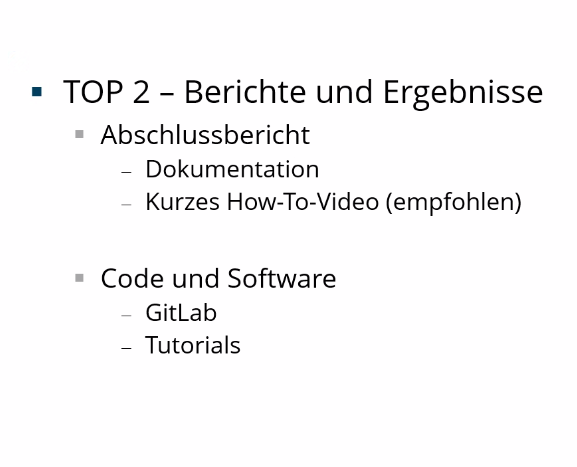 ▪ TOP 2 – Berichte und Ergebnisse
▪ Abschlussbericht
– Dokumentation
– Kurzes How-To-Video (empfohlen)
▪ Code und Software
– GitLab
– Tutorials